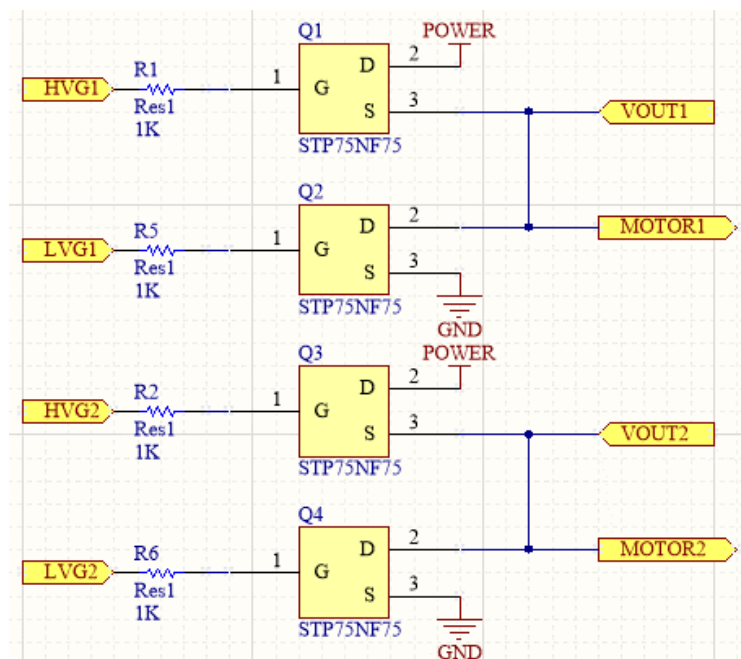 Q1
POWER
R1
HVG1
Res1
1K
1
G
D
S
2
3
STP75NF75
VOUT1
Q2
R5
LVG1
Res1
1K
1
G
D
S
2
3
STP75NF75
MOTOR1
GND
Q3
POWER
R2
HVG2
Res1
1K
1
G
D
S
2
3
STP75NF75
VOUT2
Q4
R6
LVG2
Res1
1K
1
G
D
S
2
3
STP75NF75
MOTOR2
GND